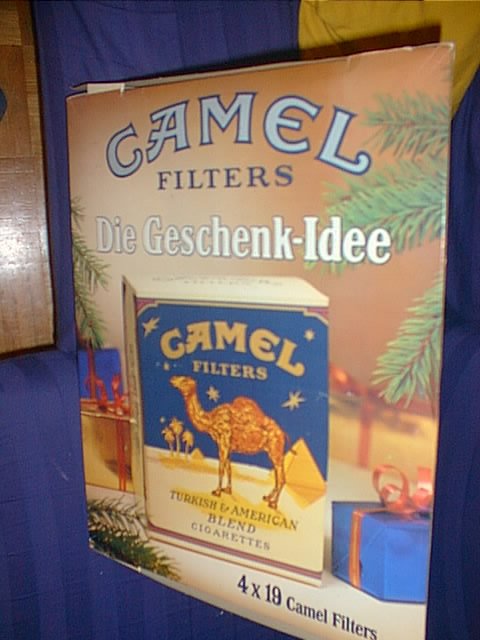 CAMEL
FILTERS
Die Geschenk-Idee
CAMEL
FILTERS
TURKISH & AMERICAN
BLEND
CIGARETTES
4 x 19 Camel Filters